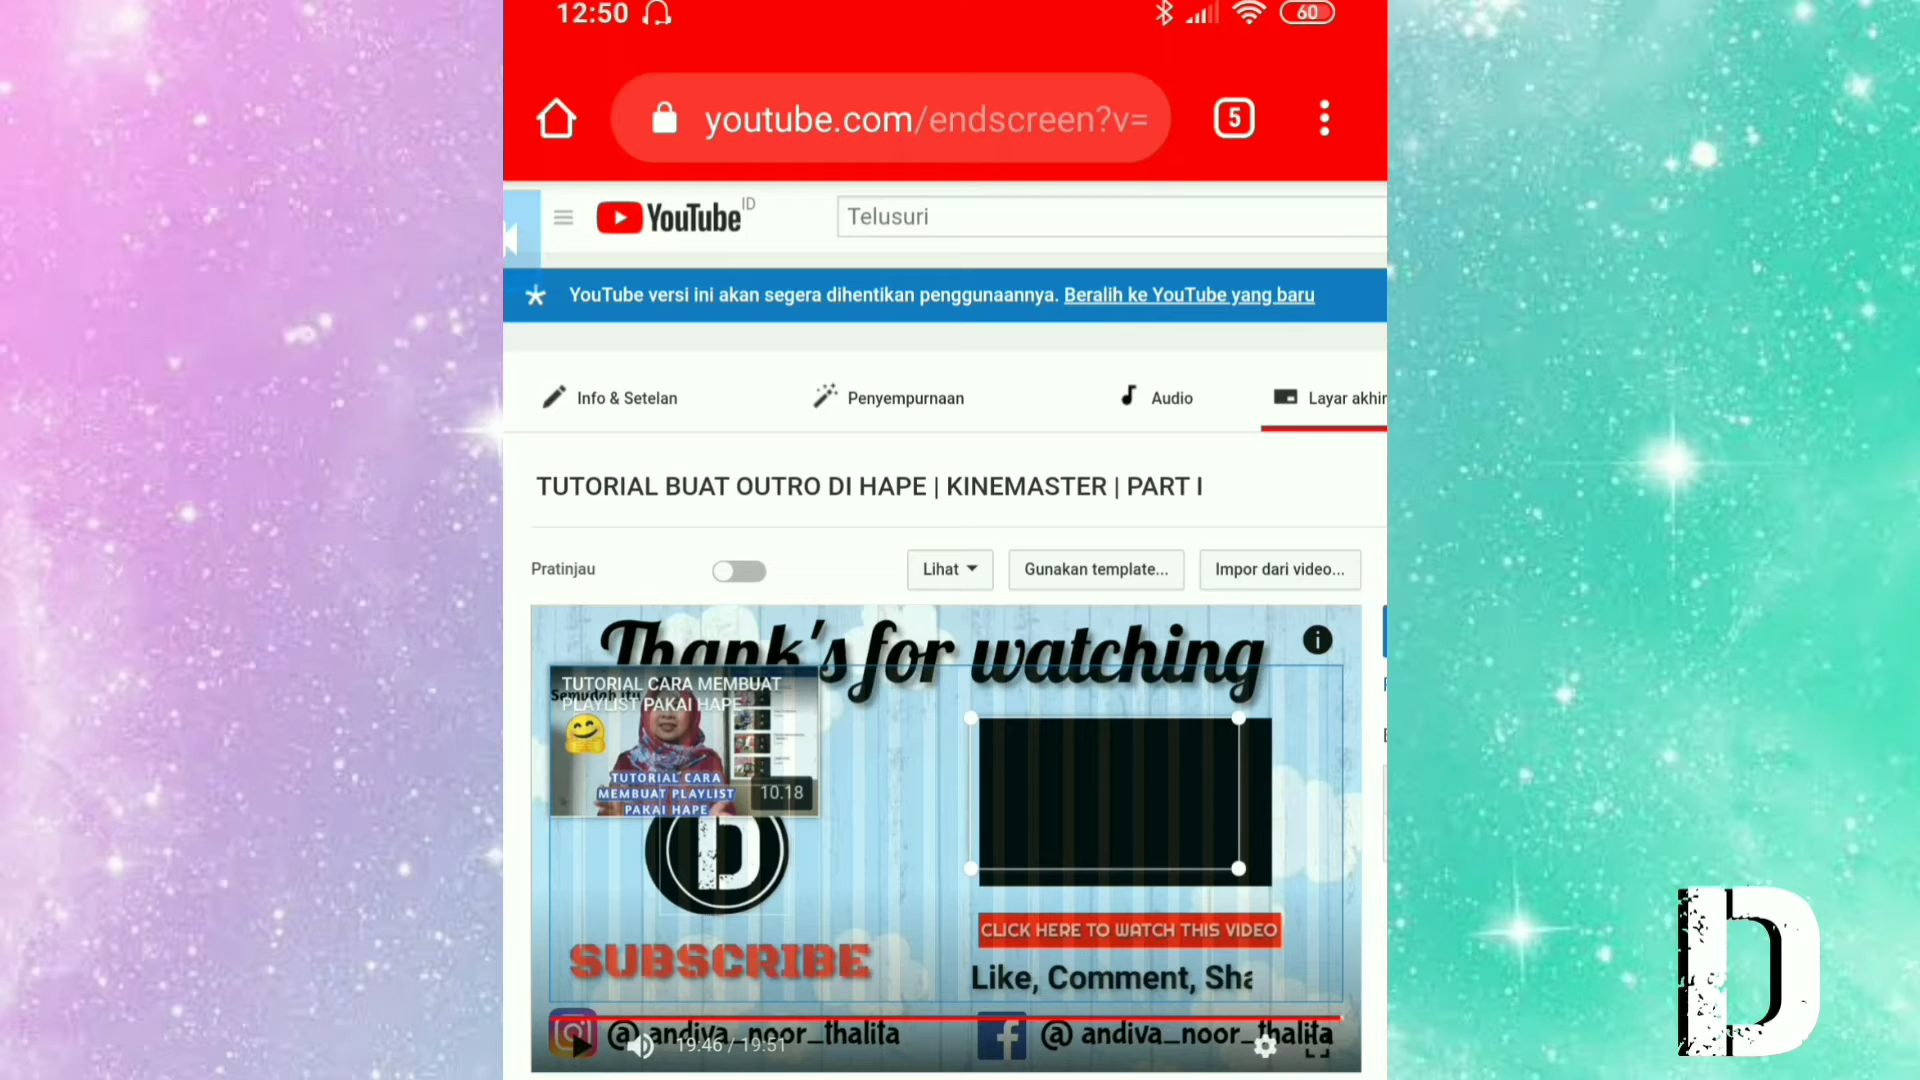 12:50
60
youtube.com/endscreen?v=
5
YouTube ID
Telusuri
YouTube versi ini akan segera dihentikan penggunaannya. Beralih ke YouTube yang baru
Info & Setelan
Penyempurnaan
Audio
Layar akhir
TUTORIAL BUAT OUTRO DI HAPE | KINEMASTER | PART I
Pratinjau
Lihat
Gunakan template...
Impor dari video...
Thank's for watching
TUTORIAL CARA MEMBUAT
PLAYLIST PAKAI HAPE
Semudah itu
TUTORIAL CARA
MEMBUAT PLAYLIST
PAKAI HAPE
10.18
D
SUBSCRIBE
CLICK HERE TO WATCH THIS VIDEO
Like, Comment, Sha
@ andiva_noor_thalita
@ andiva_noor_thalita
19:46 / 19:51
D